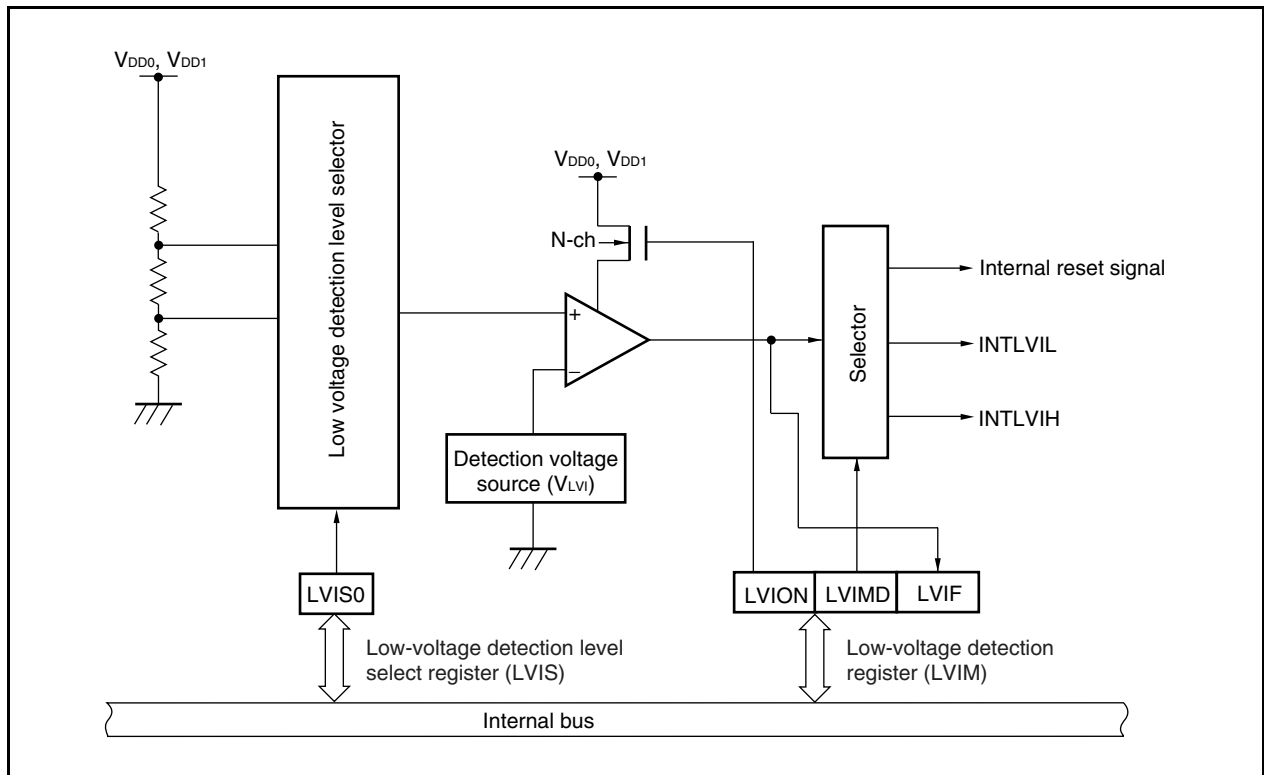 VDD0, VDD1
Low voltage detection level selector
VDD0, VDD1
N-ch
+
−
Detection voltage
source (VLVI)
Selector
Internal reset signal
INTLVIL
INTLVIH
LVIS0
LVION LVIMD LVIF
Low-voltage detection level
select register (LVIS)
Low-voltage detection
register (LVIM)
Internal bus